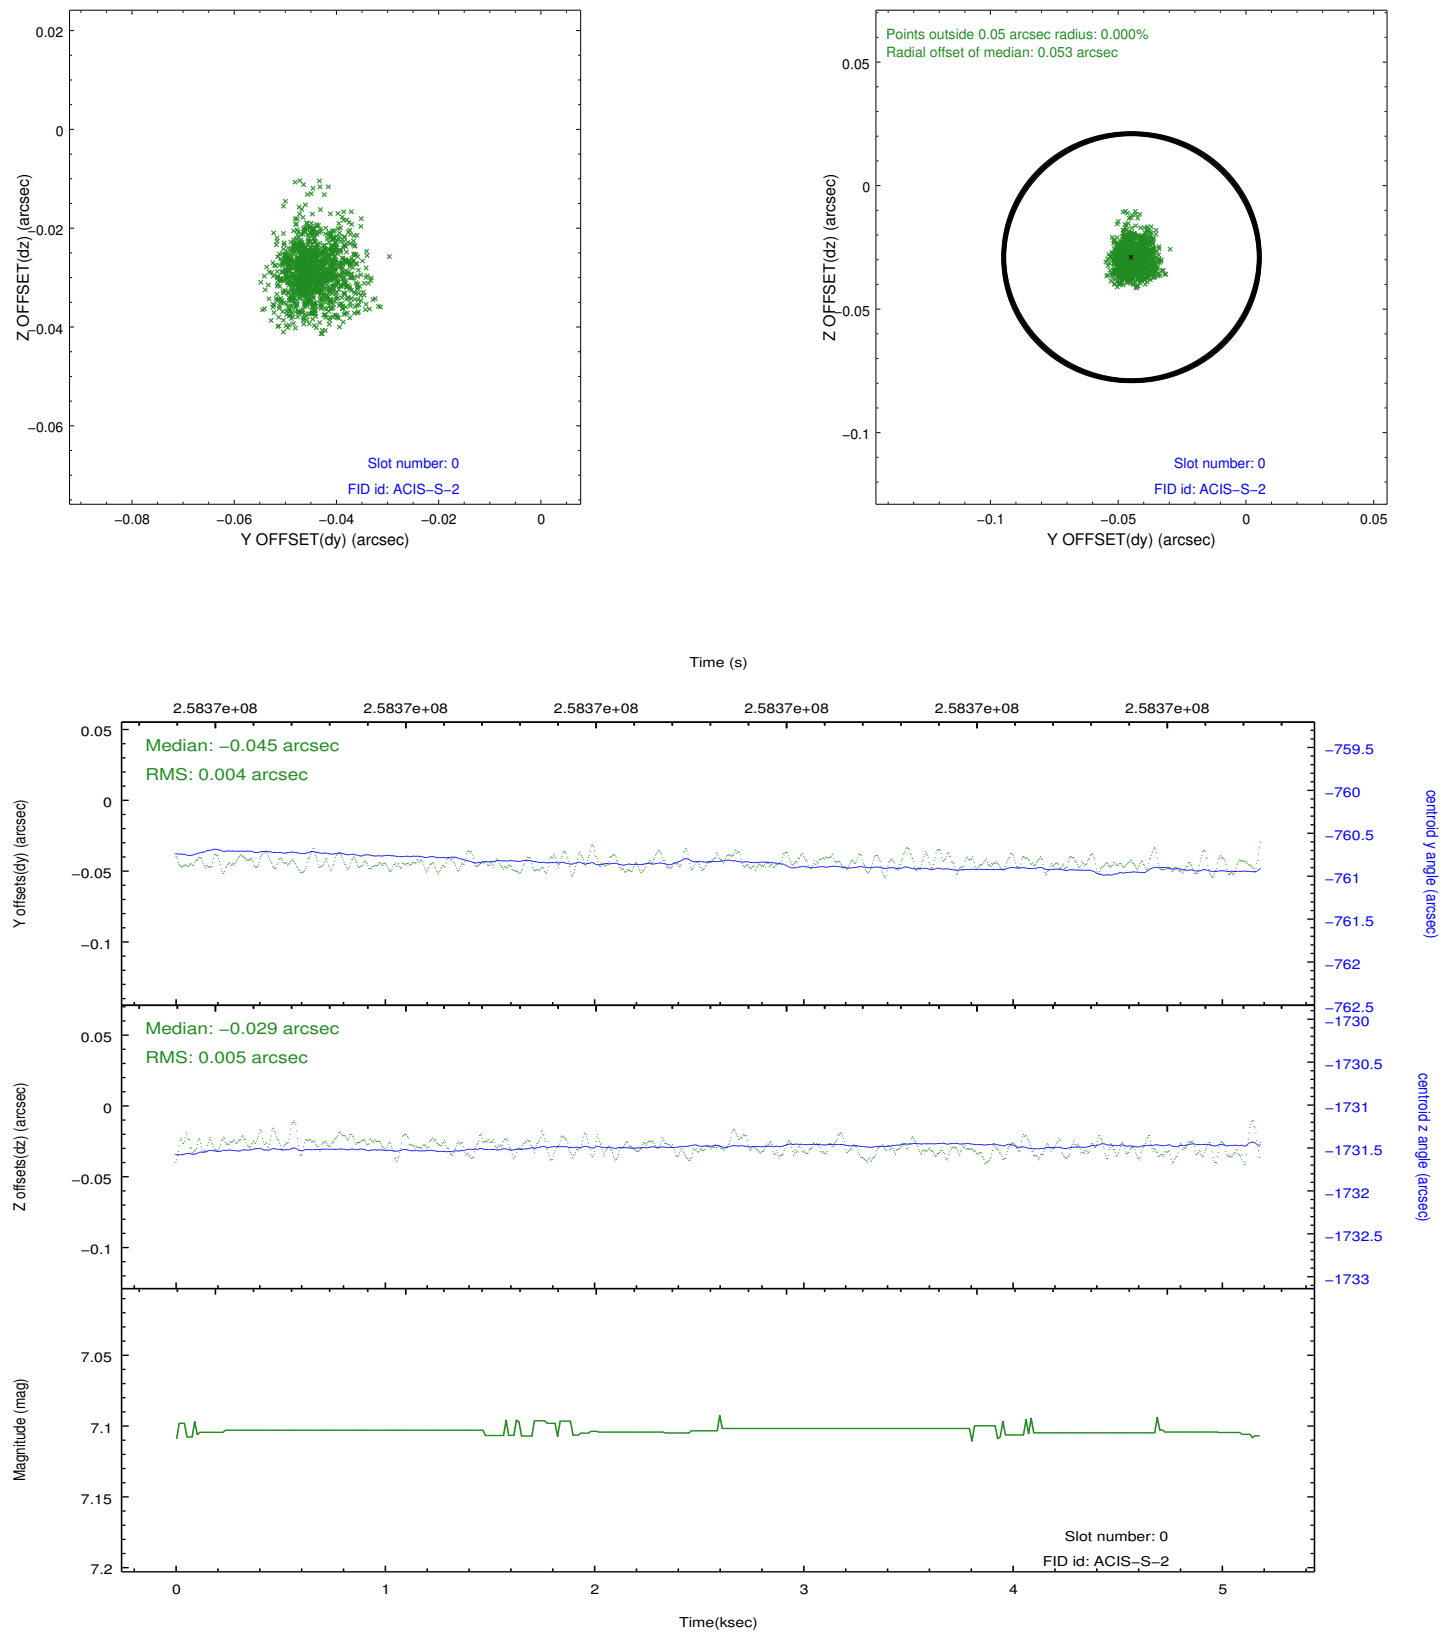 0.02
0
−0.02
−0.04
−0.06
Z OFFSET(dz) (arcsec)
Slot number: 0
FID id: ACIS−S−2
−0.08
−0.06
−0.04
−0.02
0
Y OFFSET(dy) (arcsec)
Points outside 0.05 arcsec radius: 0.000%
Radial offset of median: 0.053 arcsec
0.05
0
−0.05
−0.1
Z OFFSET(dz) (arcsec)
Slot number: 0
FID id: ACIS−S−2
−0.1
−0.05
0
0.05
Y OFFSET(dy) (arcsec)
Time (s)
2.5837e+08
2.5837e+08
2.5837e+08
2.5837e+08
2.5837e+08
2.5837e+08
Median: −0.045 arcsec
RMS: 0.004 arcsec
0.05
0
−0.05
−0.1
Y offsets(dy) (arcsec)
−759.5
−760
−760.5
−761
−761.5
−762
−762.5
centroid y angle (arcsec)
Median: −0.029 arcsec
RMS: 0.005 arcsec
0.05
0
−0.05
−0.1
Z offsets(dz) (arcsec)
−1730
−1730.5
−1731
−1731.5
−1732
−1732.5
−1733
centroid z angle (arcsec)
7.05
7.1
7.15
7.2
Magnitude (mag)
Slot number: 0
FID id: ACIS−S−2
0
1
2
3
4
5
Time(ksec)